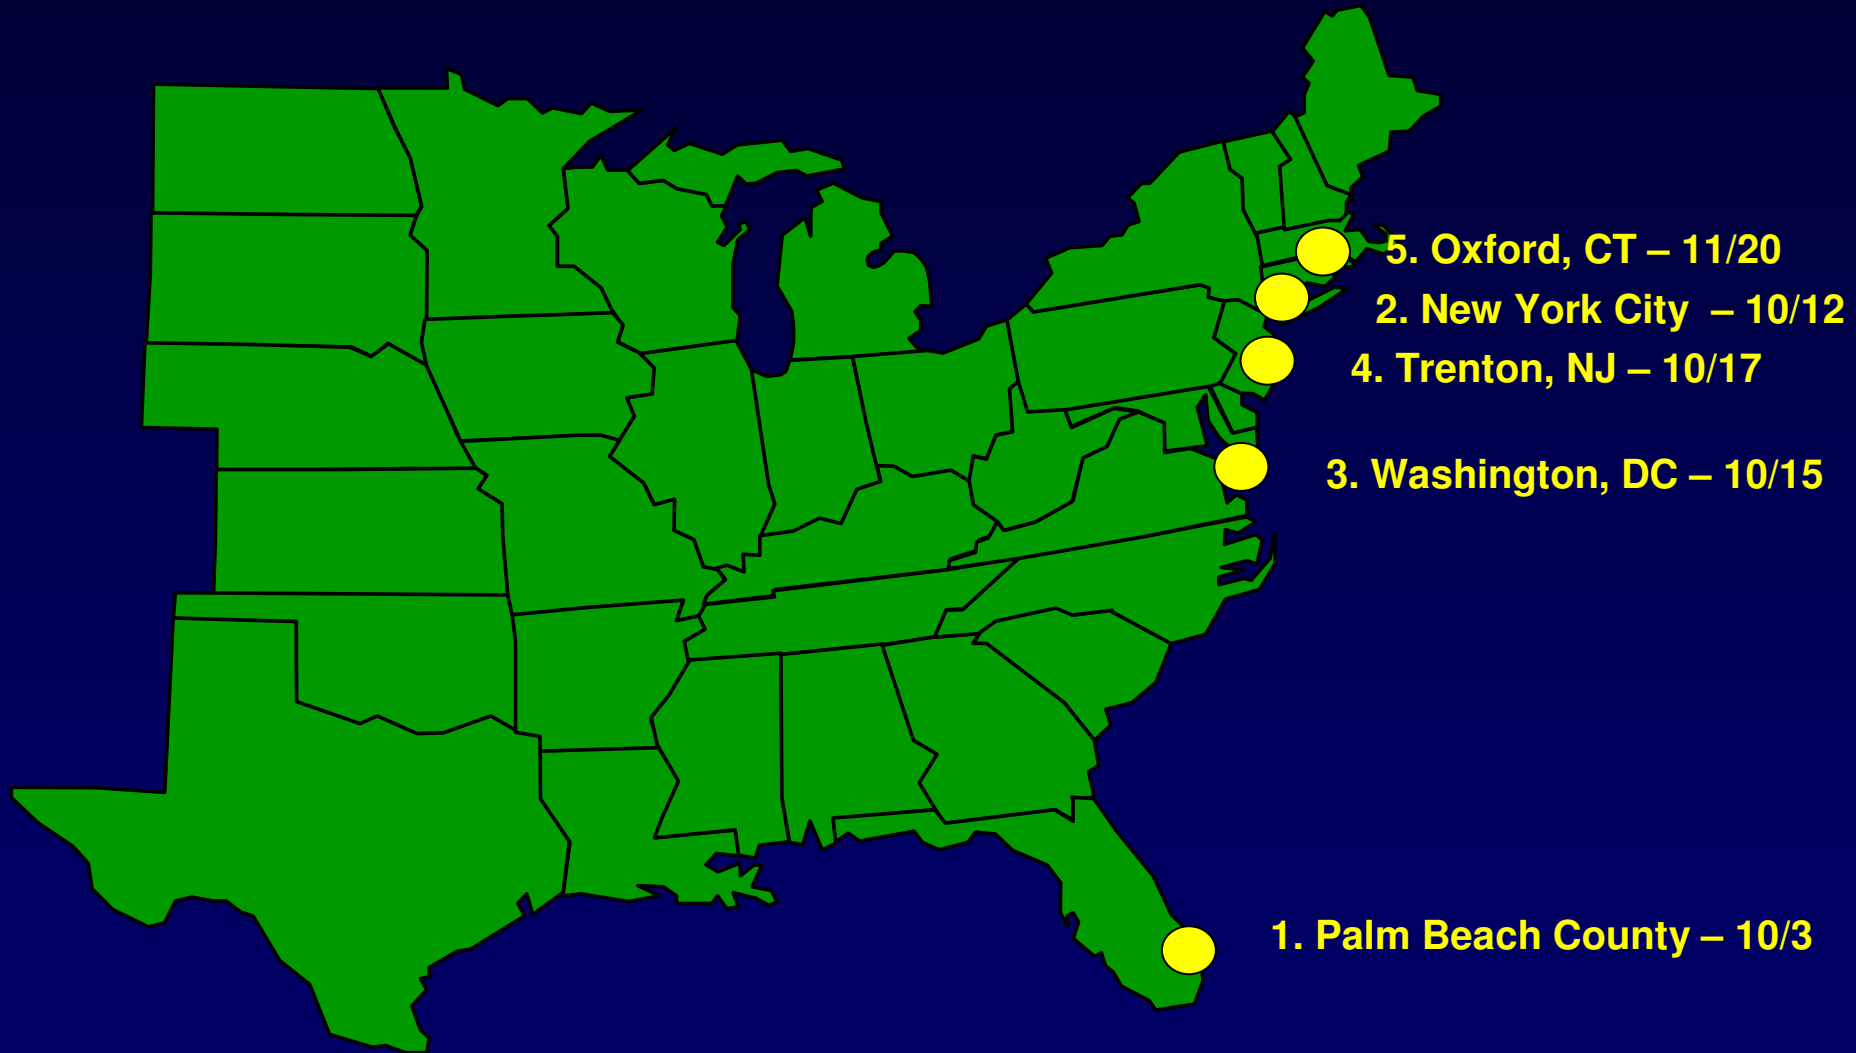 5. Oxford, CT – 11/20
2. New York City – 10/12
4. Trenton, NJ – 10/17
3. Washington, DC – 10/15
1. Palm Beach County – 10/3